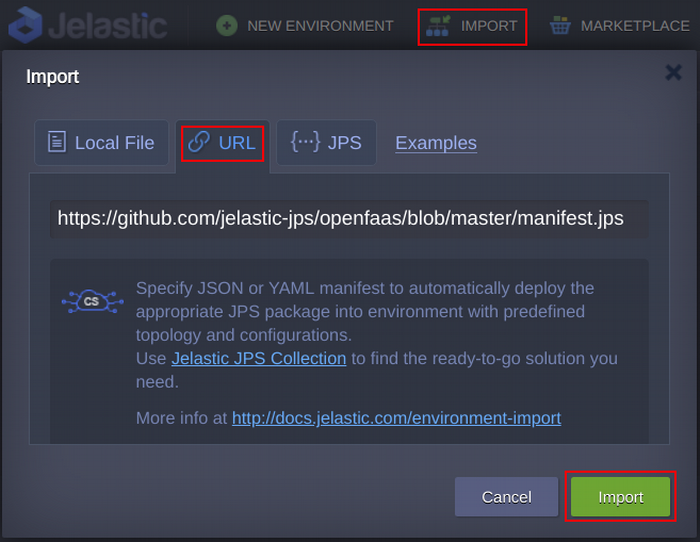 Jelastic NEW ENVIRONMENT IMPORT MARKETPLACE
Import
Local File URL {···} JPS Examples
https://github.com/jelastic-jps/openfaas/blob/master/manifest.jps
CS
Specify JSON or YAML manifest to automatically deploy the
appropriate JPS package into environment with predefined
topology and configurations.
Use Jelastic JPS Collection to find the ready-to-go solution you
need.
More info at http://docs.jelastic.com/environment-import
Cancel Import